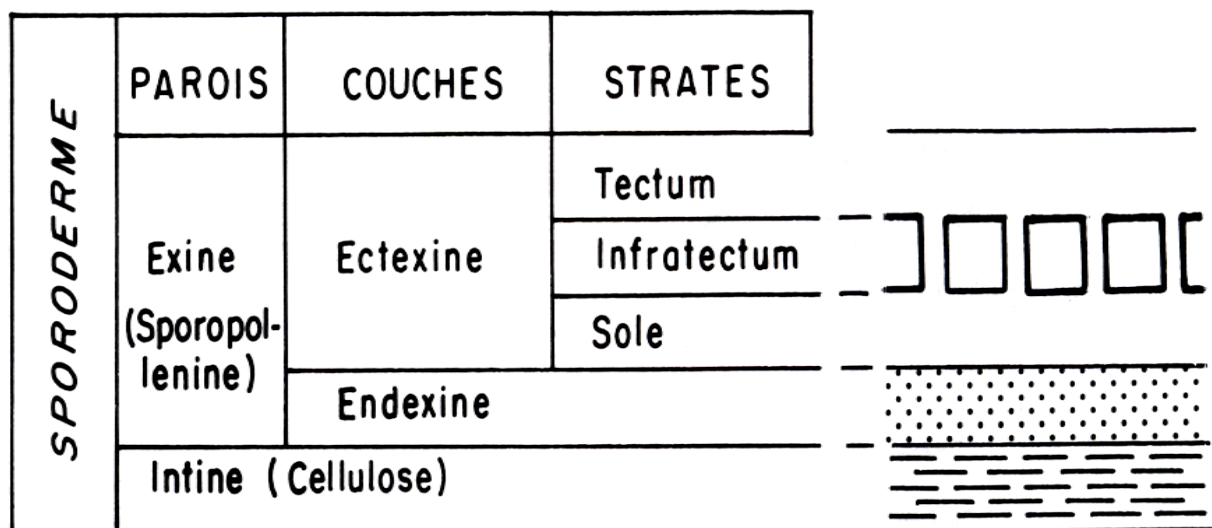 SPORODERME
PAROIS
COUCHES
STRATES
Exine
(Sporopol-
lenine)
Ectexine
Tectum
Infratectum
Sole
Endexine
Intine (Cellulose)